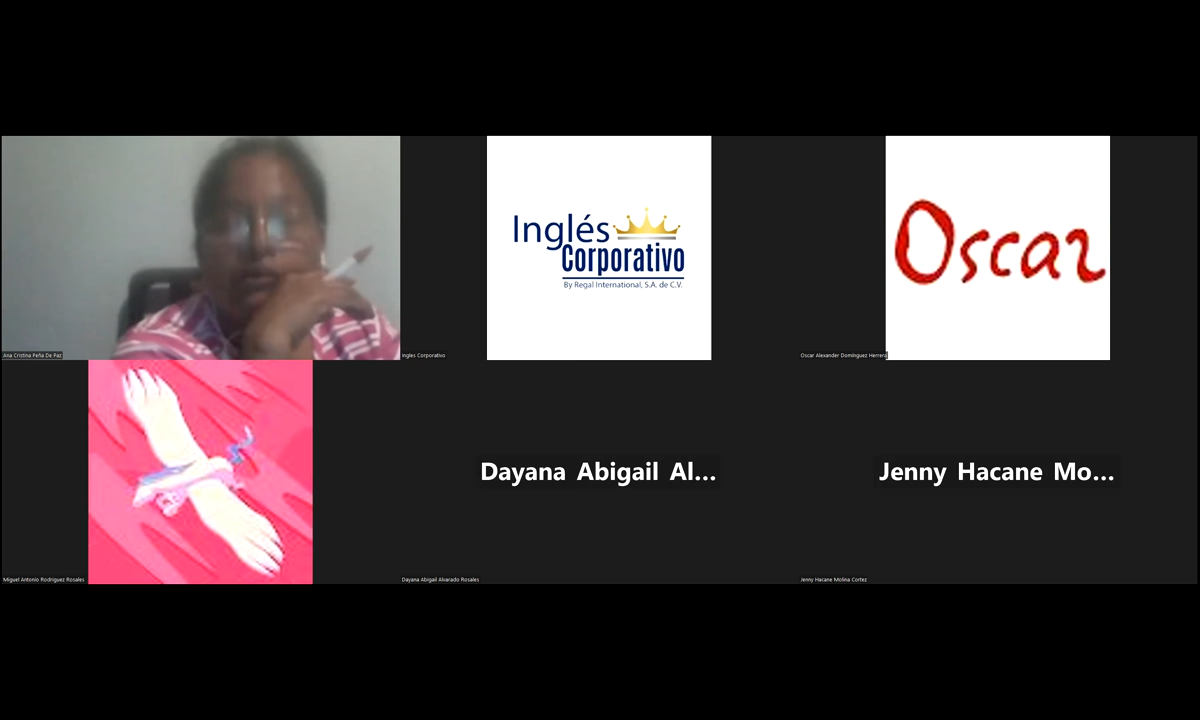 Inglés
Corporativo
By Regal International, S.A. de C.V.
Oscar
Ana Cristina Peña De Paz
Ingles Corporativo
Oscar Alexander Domínguez Herrera
Dayana Abigail Al...
Jenny Hacane Mo...
Miguel Antonio Rodriguez Rosales
Dayana Abigail Alvarado Rosales
Jenny Hacane Molina Cortez